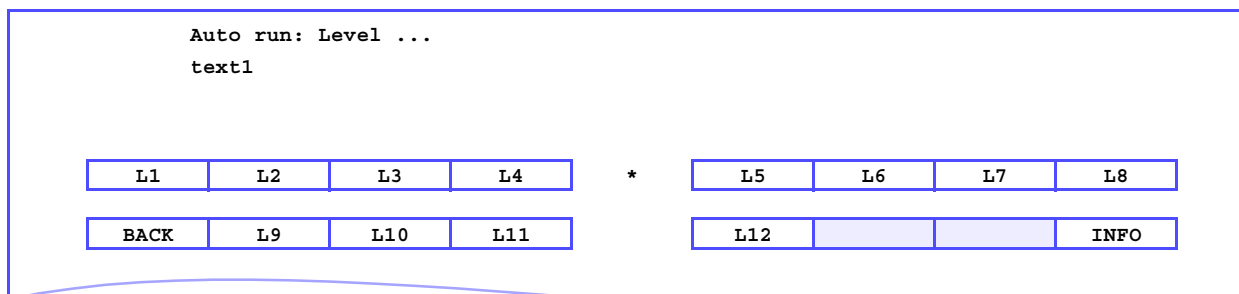 Auto run: Level ...
text1
L1 L2 L3 L4 * L5 L6 L7 L8
BACK L9 L10 L11 L12 INFO